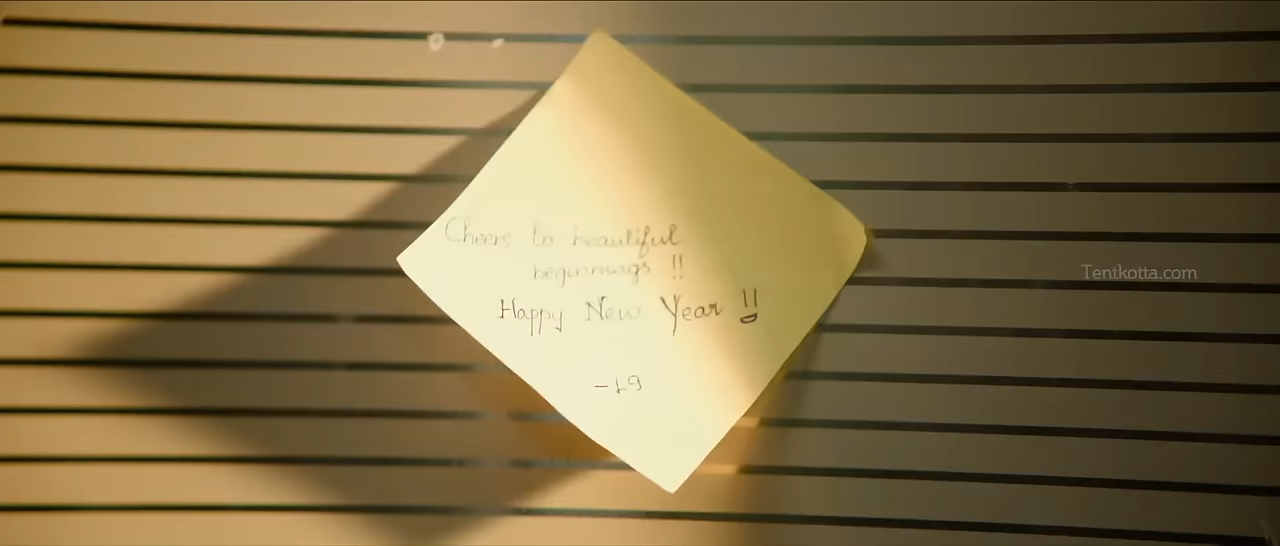 Cheers to beautiful
beginnings !!
Happy New Year !!
Tentkotta.com